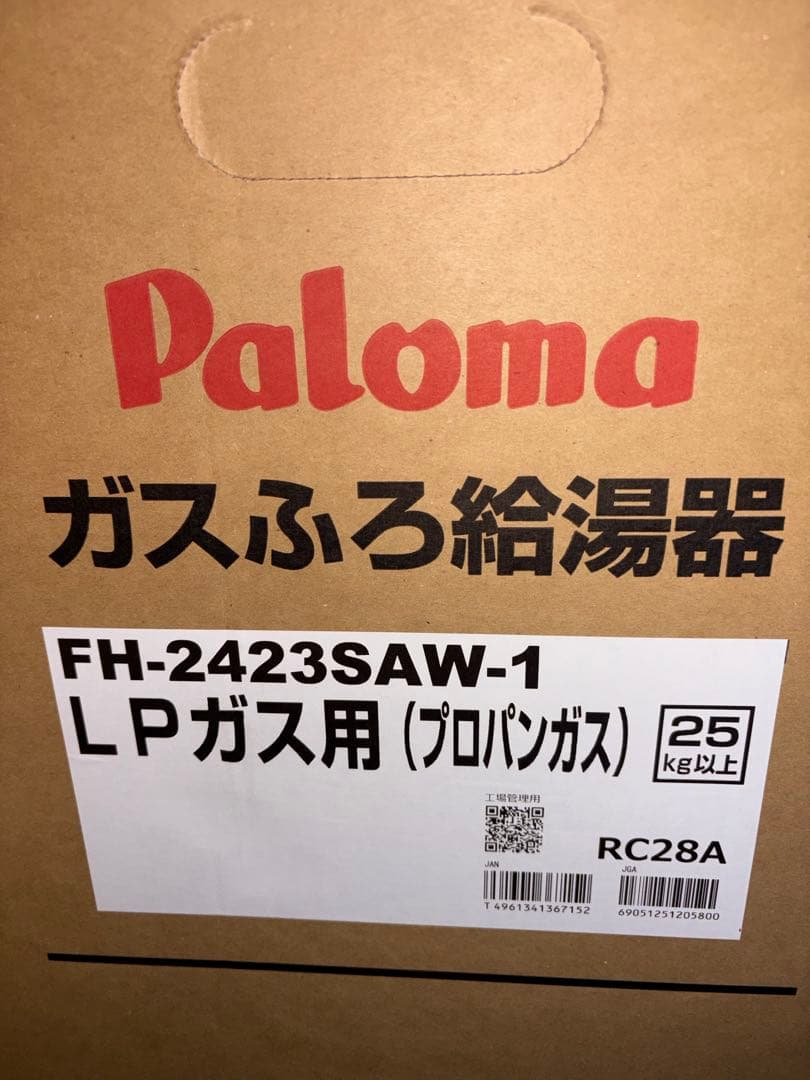 Paloma
ガスふろ給湯器
FH-2423SAW-1
LPガス用(プロパンガス)
25
kg以上
工場管理用
RC28A
JAN
T4961341367152
JGA
69051251205800